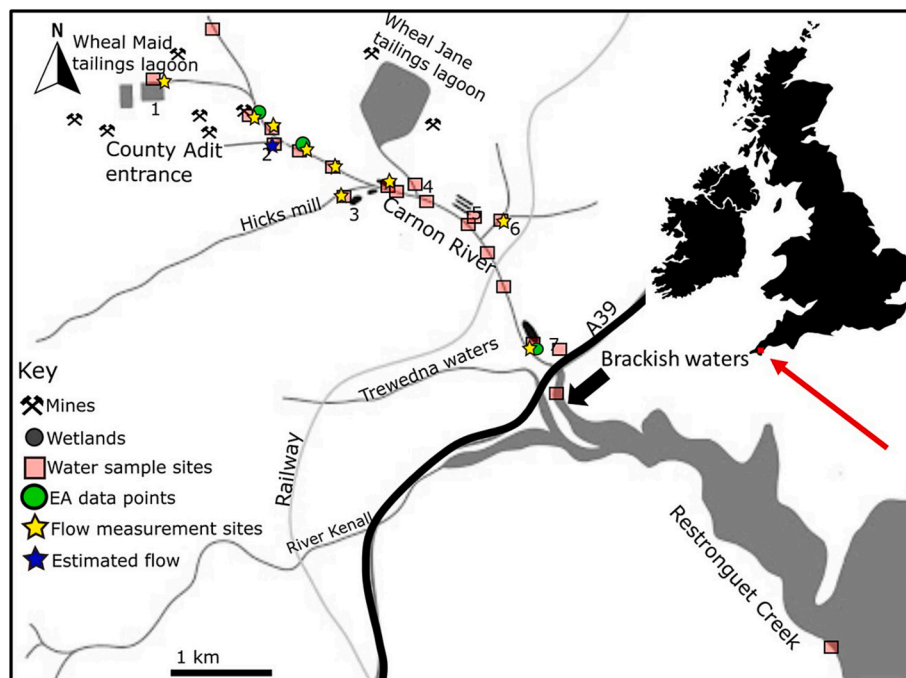 N
Wheal Maid
tailings lagoon
Wheal Jane
tailings lagoon
1
County Adit
entrance
2
3
4
5
6
7
Hicks mill
Carnon River
A39
Brackish waters
Trewedna waters
Railway
River Kenall
Restronguet Creek
Key
Mines
Wetlands
Water sample sites
EA data points
Flow measurement sites
Estimated flow
1 km